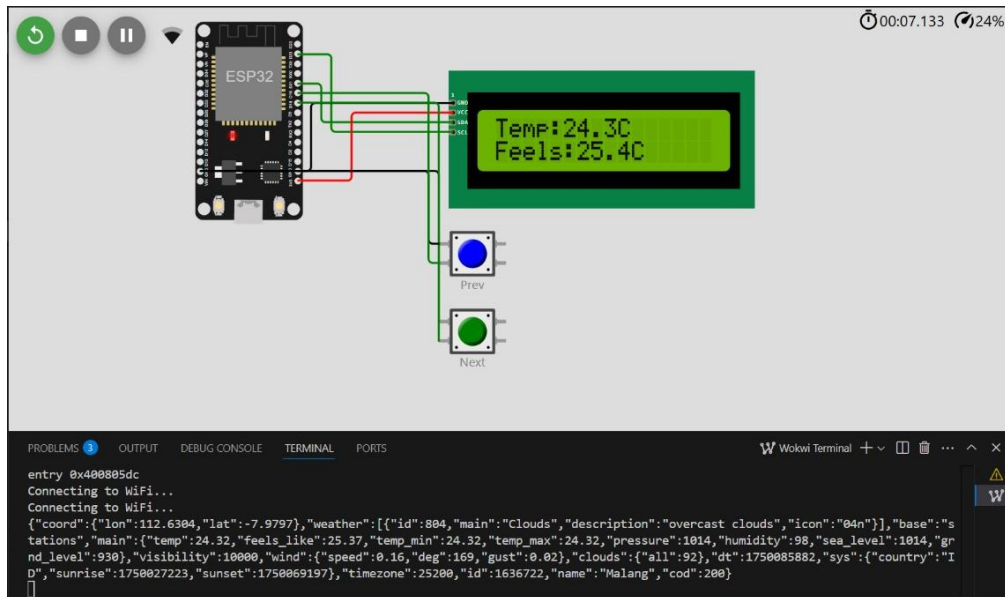 00:07.133 24%
ESP32
1
GND
VCC
SDA
SCL
Temp:24.3C
Feels:25.4C
Prev
Next
PROBLEMS 3 OUTPUT DEBUG CONSOLE TERMINAL PORTS Wokwi Terminal
entry 0x400805dc
Connecting to WiFi...
Connecting to WiFi...
{"coord":{"lon":112.6304,"lat":-7.9797},"weather":[{"id":804,"main":"Clouds","description":"overcast clouds","icon":"04n"}],"base":"s
tations","main":{"temp":24.32,"feels_like":25.37,"temp_min":24.32,"temp_max":24.32,"pressure":1014,"humidity":98,"sea_level":1014,"gr
nd_level":930},"visibility":10000,"wind":{"speed":0.16,"deg":169,"gust":0.02},"clouds":{"all":92},"dt":1750085882,"sys":{"country":"I
D","sunrise":1750027223,"sunset":1750069197},"timezone":25200,"id":1636722,"name":"Malang","cod":200}